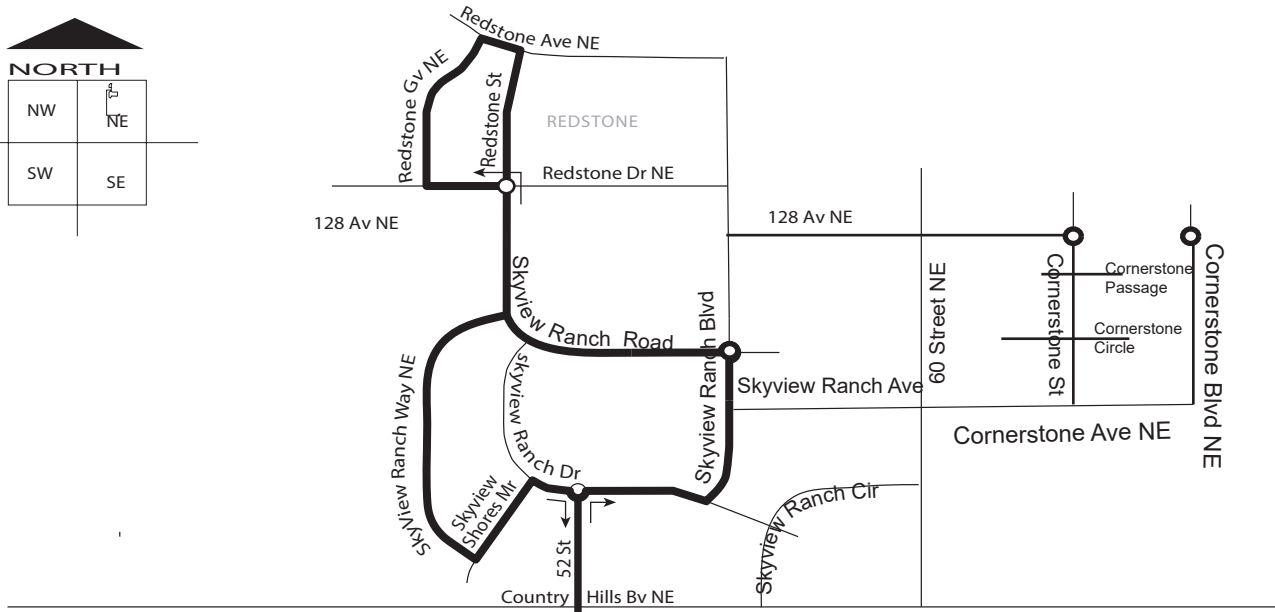 NORTH
NW
NE
SW
SE
Redstone Ave NE
Redstone Gv NE
Redstone St
REDSTONE
Redstone Dr NE
128 Av NE
128 Av NE
Skyview Ranch Road
Skyview Ranch Blvd
60 Street NE
Cornerstone St
Cornerstone
Passage
Cornerstone
Circle
Cornerstone Blvd NE
Skyview Ranch Ave
Cornerstone Ave NE
SkyView Ranch Way NE
skyview Ranch Dr
Skyview
Shores Mr
52 St
Skyview Ranch Cir
Country Hills Bv NE